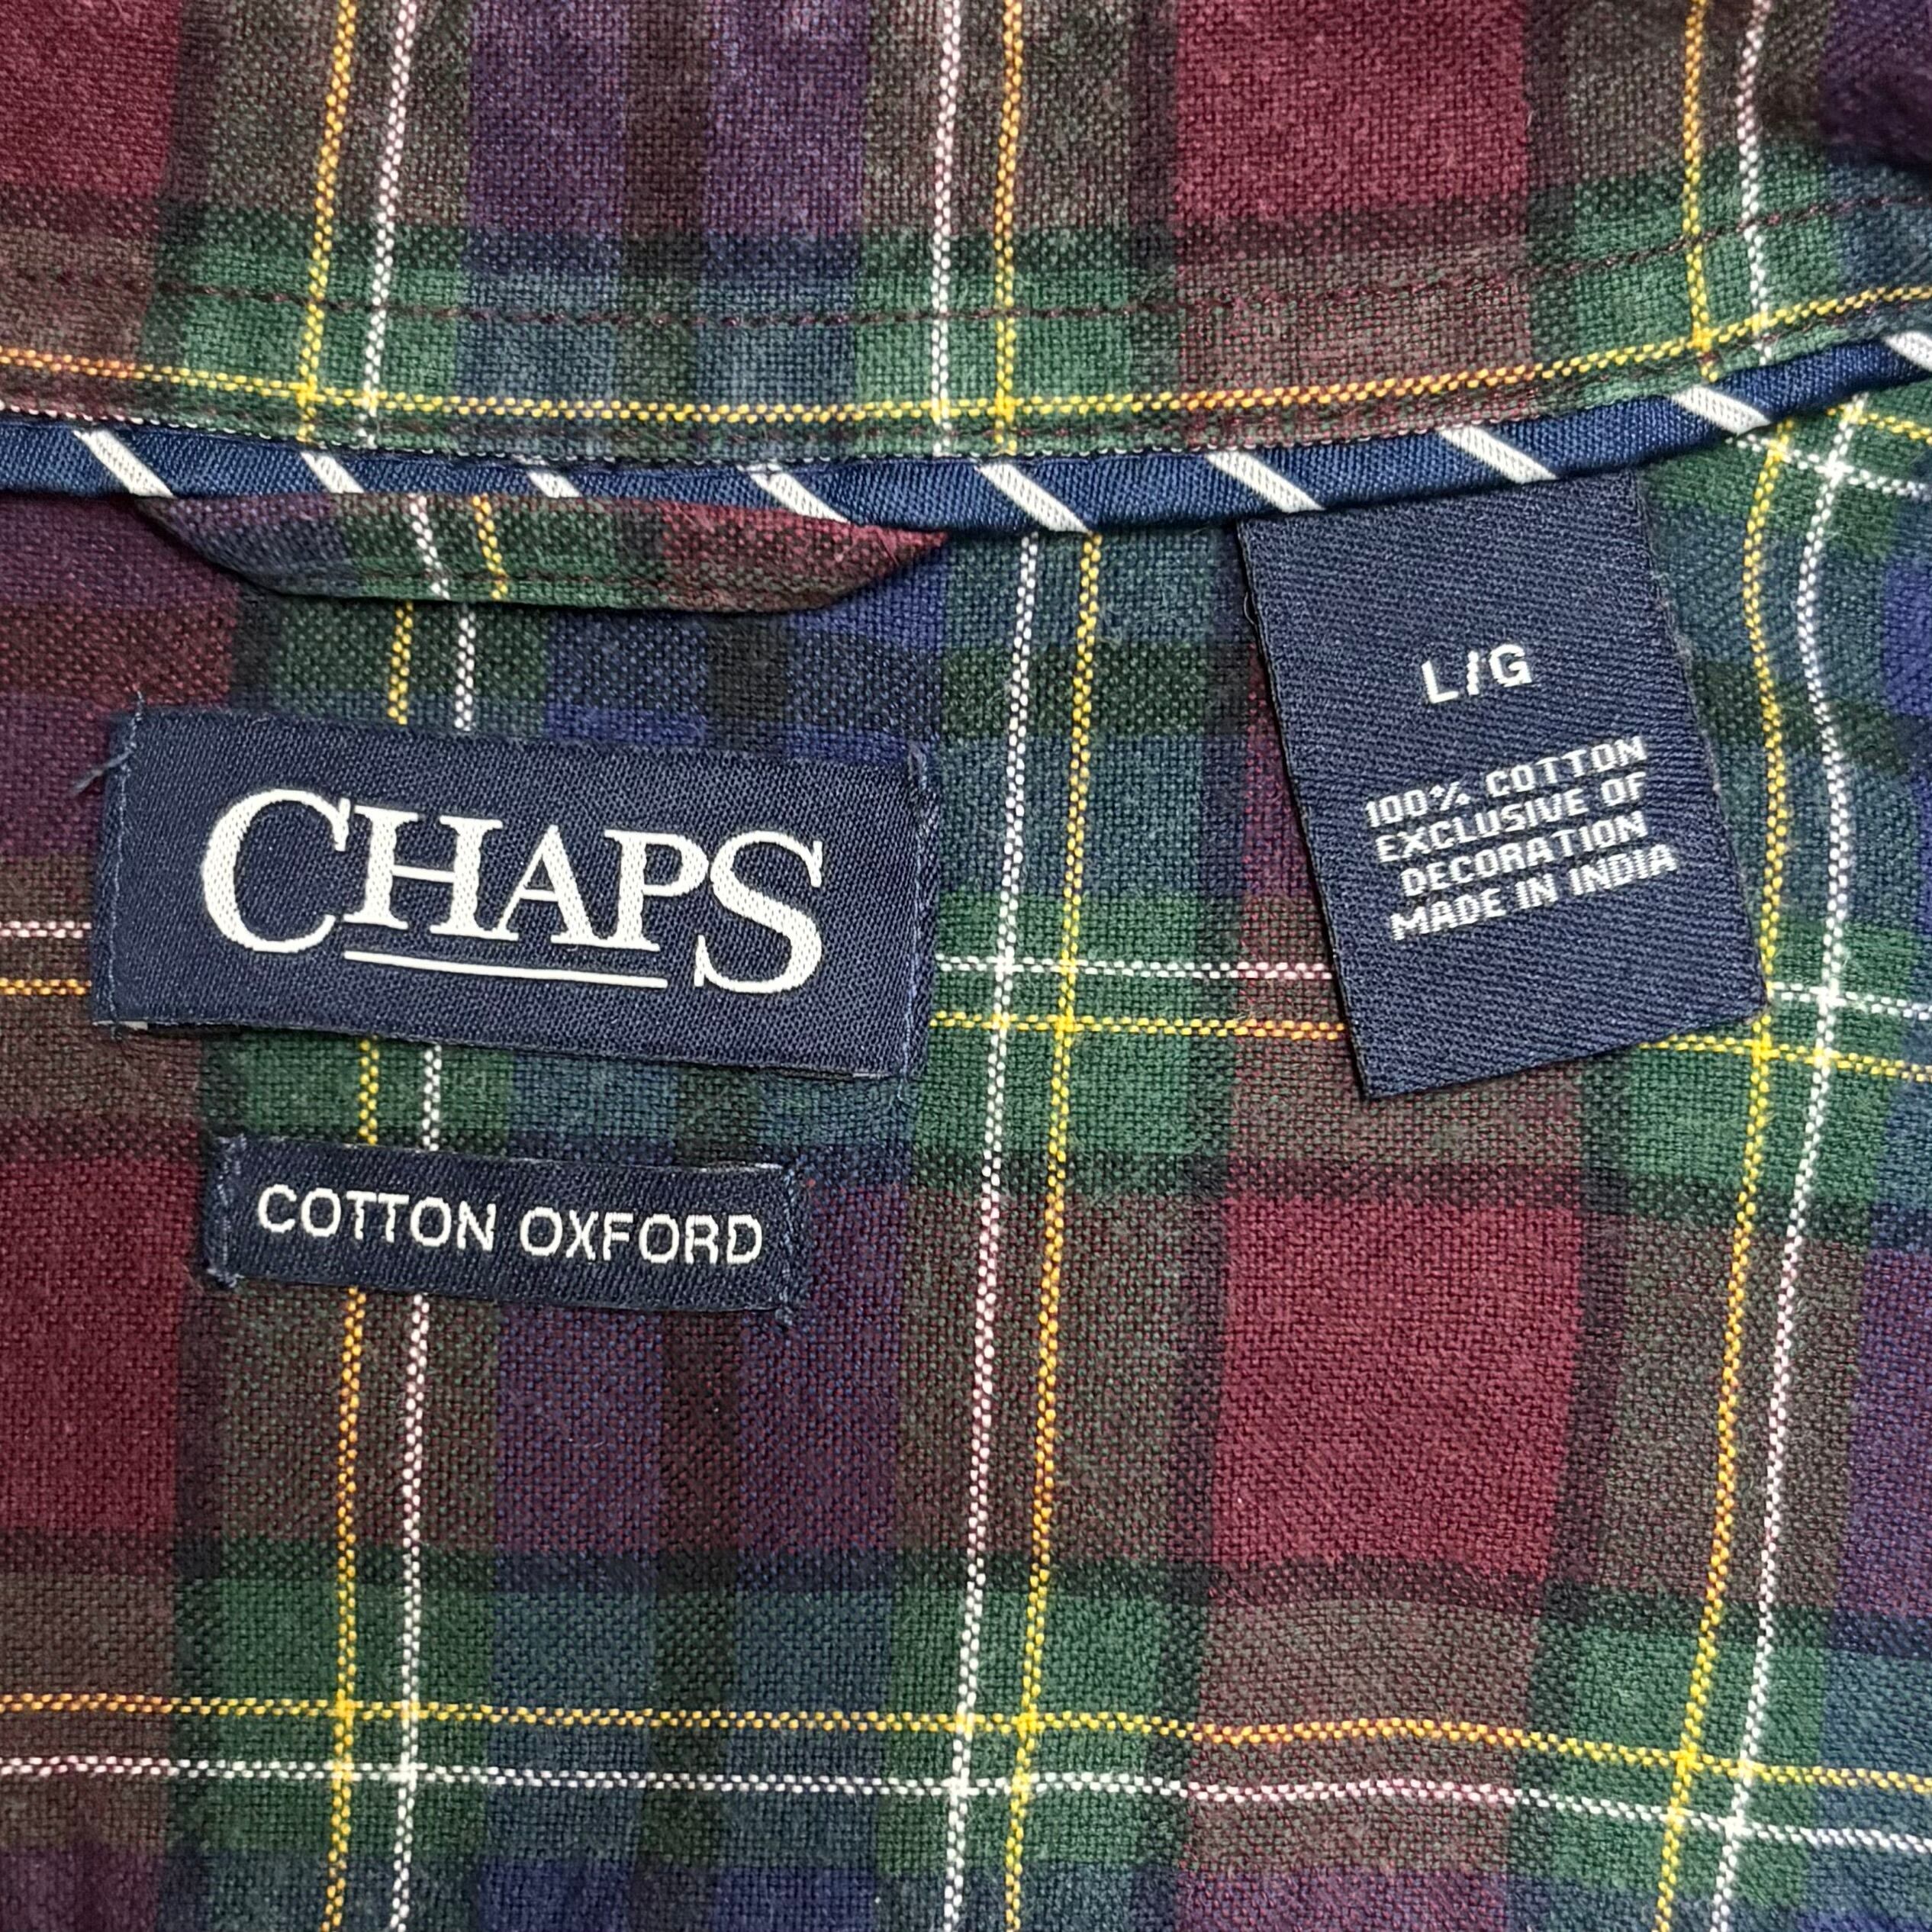 CHAPS
COTTON OXFORD
L/G
100% COTTON
EXCLUSIVE OF
DECORATION
MADE IN INDIA